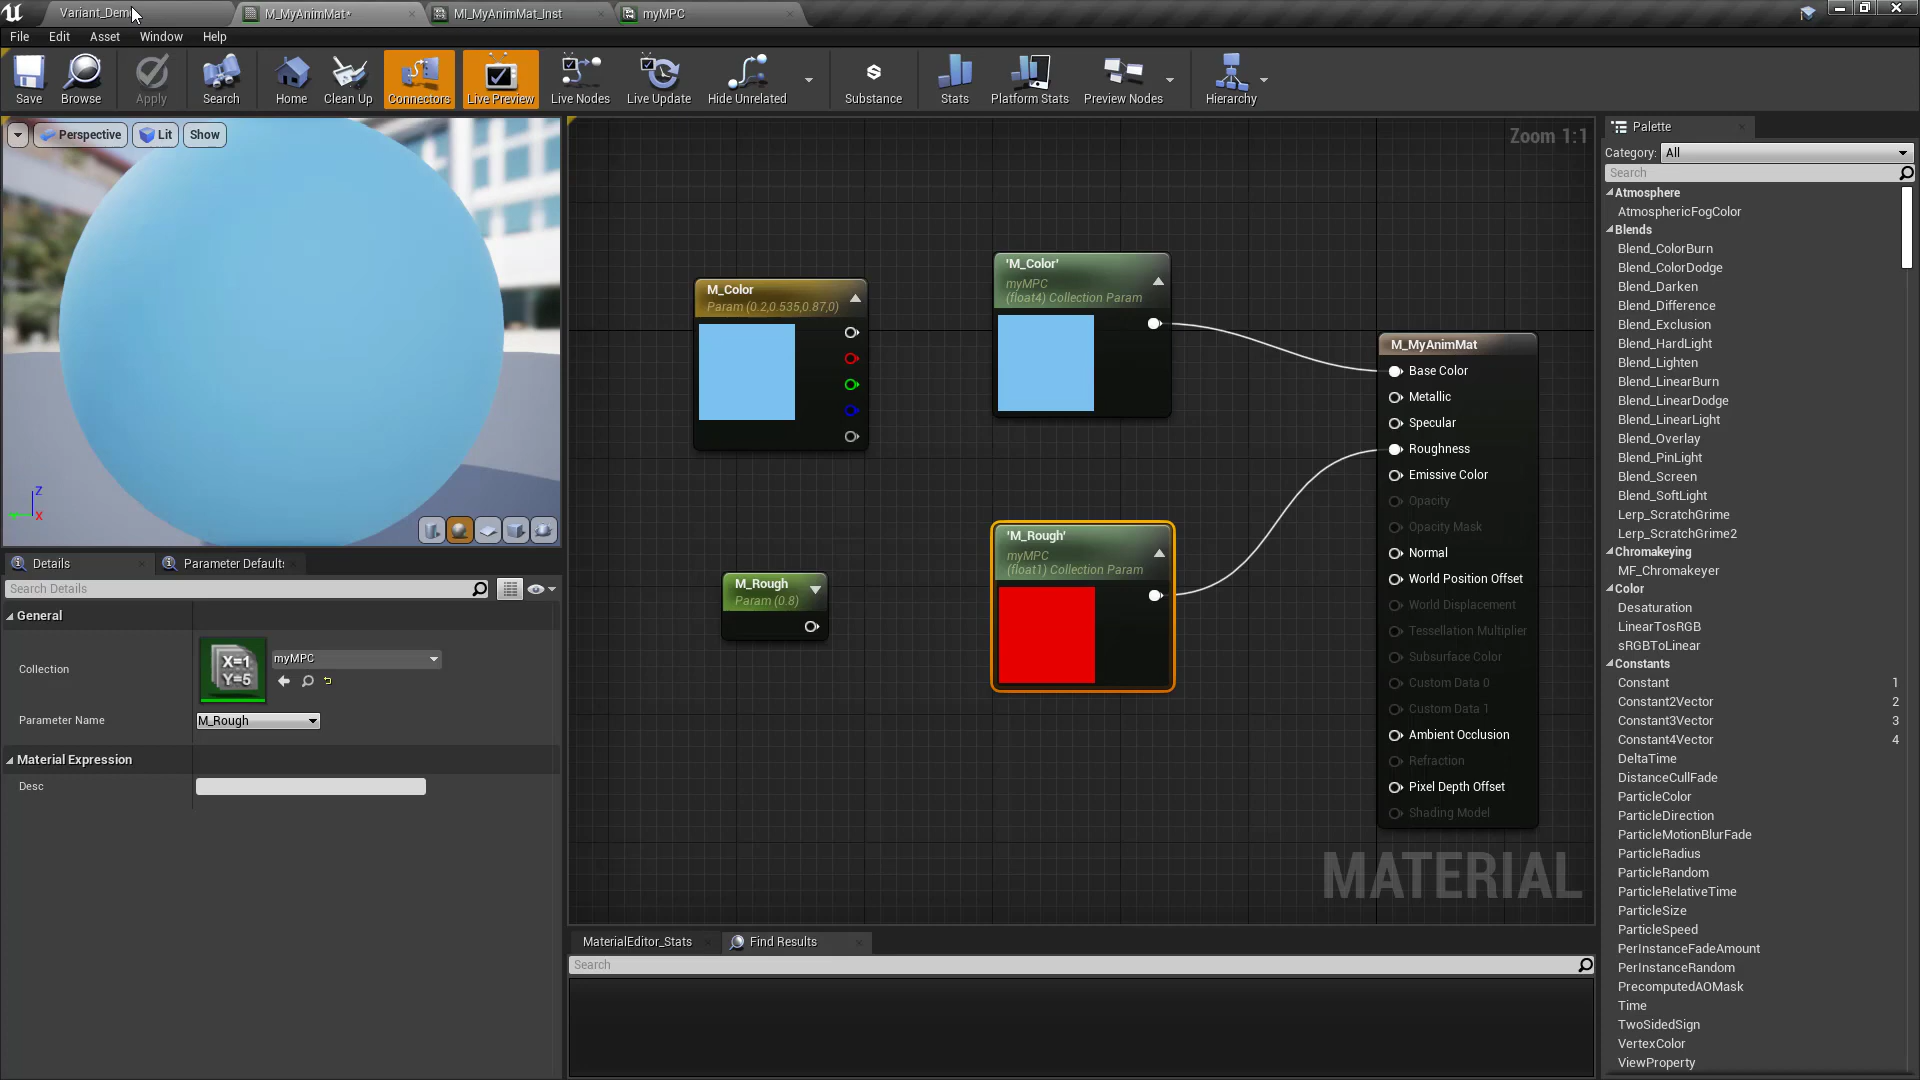 Variant_Dem
M_MyAnimMat*
MI_MyAnimMat_Inst
myMPC
File
Edit
Asset
Window
Help
Save
Browse
Apply
Search
Home
Clean Up
Connectors
Live Preview
Live Nodes
Live Update
Hide Unrelated
Substance
Stats
Platform Stats
Preview Nodes
Hierarchy
Perspective
Lit
Show
Z
X
Details
Parameter Defaults
Search Details
General
Collection
X=1
Y=5
myMPC
Parameter Name
M_Rough
Material Expression
Desc
Zoom 1:1
M_Color
Param (0.2,0.535,0.87,0)
'M_Color'
myMPC
(float4) Collection Param
M_Rough
Param (0.8)
'M_Rough'
myMPC
(float1) Collection Param
M_MyAnimMat
Base Color
Metallic
Specular
Roughness
Emissive Color
Opacity
Opacity Mask
Normal
World Position Offset
World Displacement
Tessellation Multiplier
Subsurface Color
Custom Data 0
Custom Data 1
Ambient Occlusion
Refraction
Pixel Depth Offset
Shading Model
MATERIAL
MaterialEditor_Stats
Find Results
Search
Palette
Category: All
Search
Atmosphere
AtmosphericFogColor
Blends
Blend_ColorBurn
Blend_ColorDodge
Blend_Darken
Blend_Difference
Blend_Exclusion
Blend_HardLight
Blend_Lighten
Blend_LinearBurn
Blend_LinearDodge
Blend_LinearLight
Blend_Overlay
Blend_PinLight
Blend_Screen
Blend_SoftLight
Lerp_ScratchGrime
Lerp_ScratchGrime2
Chromakeying
MF_Chromakeyer
Color
Desaturation
LinearTosRGB
sRGBToLinear
Constants
Constant 1
Constant2Vector 2
Constant3Vector 3
Constant4Vector 4
DeltaTime
DistanceCullFade
ParticleColor
ParticleDirection
ParticleMotionBlurFade
ParticleRadius
ParticleRandom
ParticleRelativeTime
ParticleSize
ParticleSpeed
PerInstanceFadeAmount
PerInstanceRandom
PrecomputedAOMask
Time
TwoSidedSign
VertexColor
ViewProperty